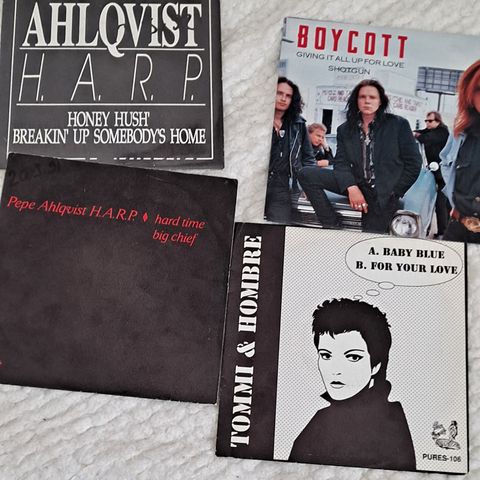 AHLQVIST
H.A.R.P.
HONEY HUSH'
BREAKIN' UP SOMEBODY'S HOME
BOYCOTT
GIVING IT ALL UP FOR LOVE
SHOTGUN
Pepe Ahlqvist H.A.R.P. ♦ hard time
big chief
TOMMI & HOMBRE
A. BABY BLUE
B. FOR YOUR LOVE
PURES-106